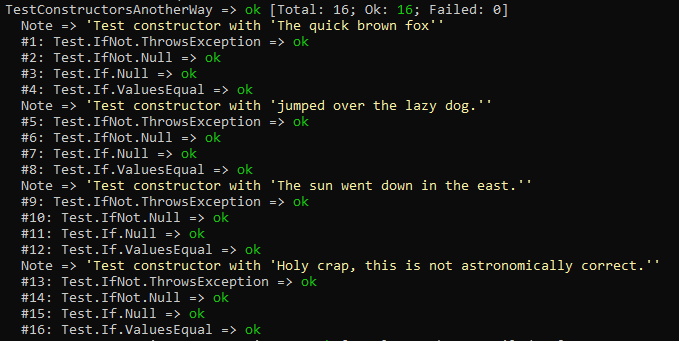 TestConstructorsAnotherWay => ok [Total: 16; Ok: 16; Failed: 0]
Note => 'Test constructor with 'The quick brown fox''
#1: Test.IfNot.ThrowsException => ok
#2: Test.IfNot.Null => ok
#3: Test.If.Null => ok
#4: Test.If.ValuesEqual => ok
Note => 'Test constructor with 'jumped over the lazy dog.''
#5: Test.IfNot.ThrowsException => ok
#6: Test.IfNot.Null => ok
#7: Test.If.Null => ok
#8: Test.If.ValuesEqual => ok
Note => 'Test constructor with 'The sun went down in the east.''
#9: Test.IfNot.ThrowsException => ok
#10: Test.IfNot.Null => ok
#11: Test.If.Null => ok
#12: Test.If.ValuesEqual => ok
Note => 'Test constructor with 'Holy crap, this is not astronomically correct.''
#13: Test.IfNot.ThrowsException => ok
#14: Test.IfNot.Null => ok
#15: Test.If.Null => ok
#16: Test.If.ValuesEqual => ok